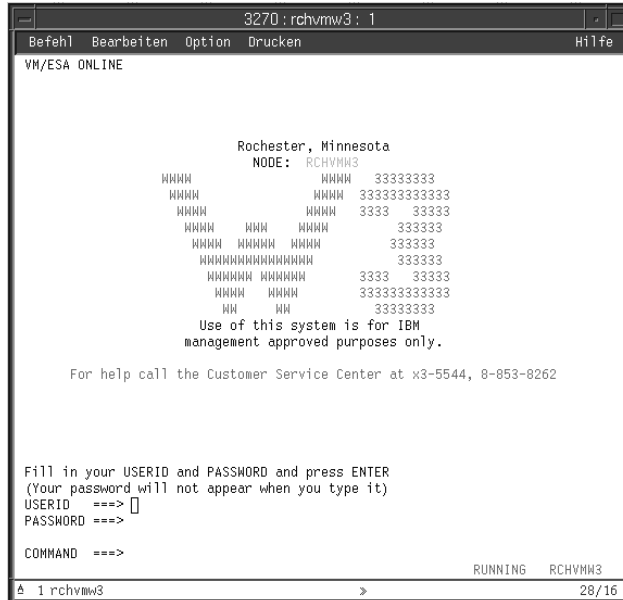 3270 : rchvmw3 : 1
Befehl Bearbeiten Option Drucken Hilfe
VM/ESA ONLINE
Rochester, Minnesota
NODE: RCHVMW3
WWWW WWWW 33333333
WWWW WWWW 333333333333
WWWW WWWW 3333 33333
WWWW WWW WWWW 333333
WWWW WWWWW WWWW 333333
WWWWWWWWWWWWWWW 333333
WWWWWW WWWWWW 3333 33333
WWWW WWWW 333333333333
WW WW 33333333
Use of this system is for IBM
management approved purposes only.
For help call the Customer Service Center at x3-5544, 8-853-8262
Fill in your USERID and PASSWORD and press ENTER
(Your password will not appear when you type it)
USERID ===>
PASSWORD ===>
COMMAND ===>
RUNNING RCHVMW3
1 rchvmw3 » 28/16